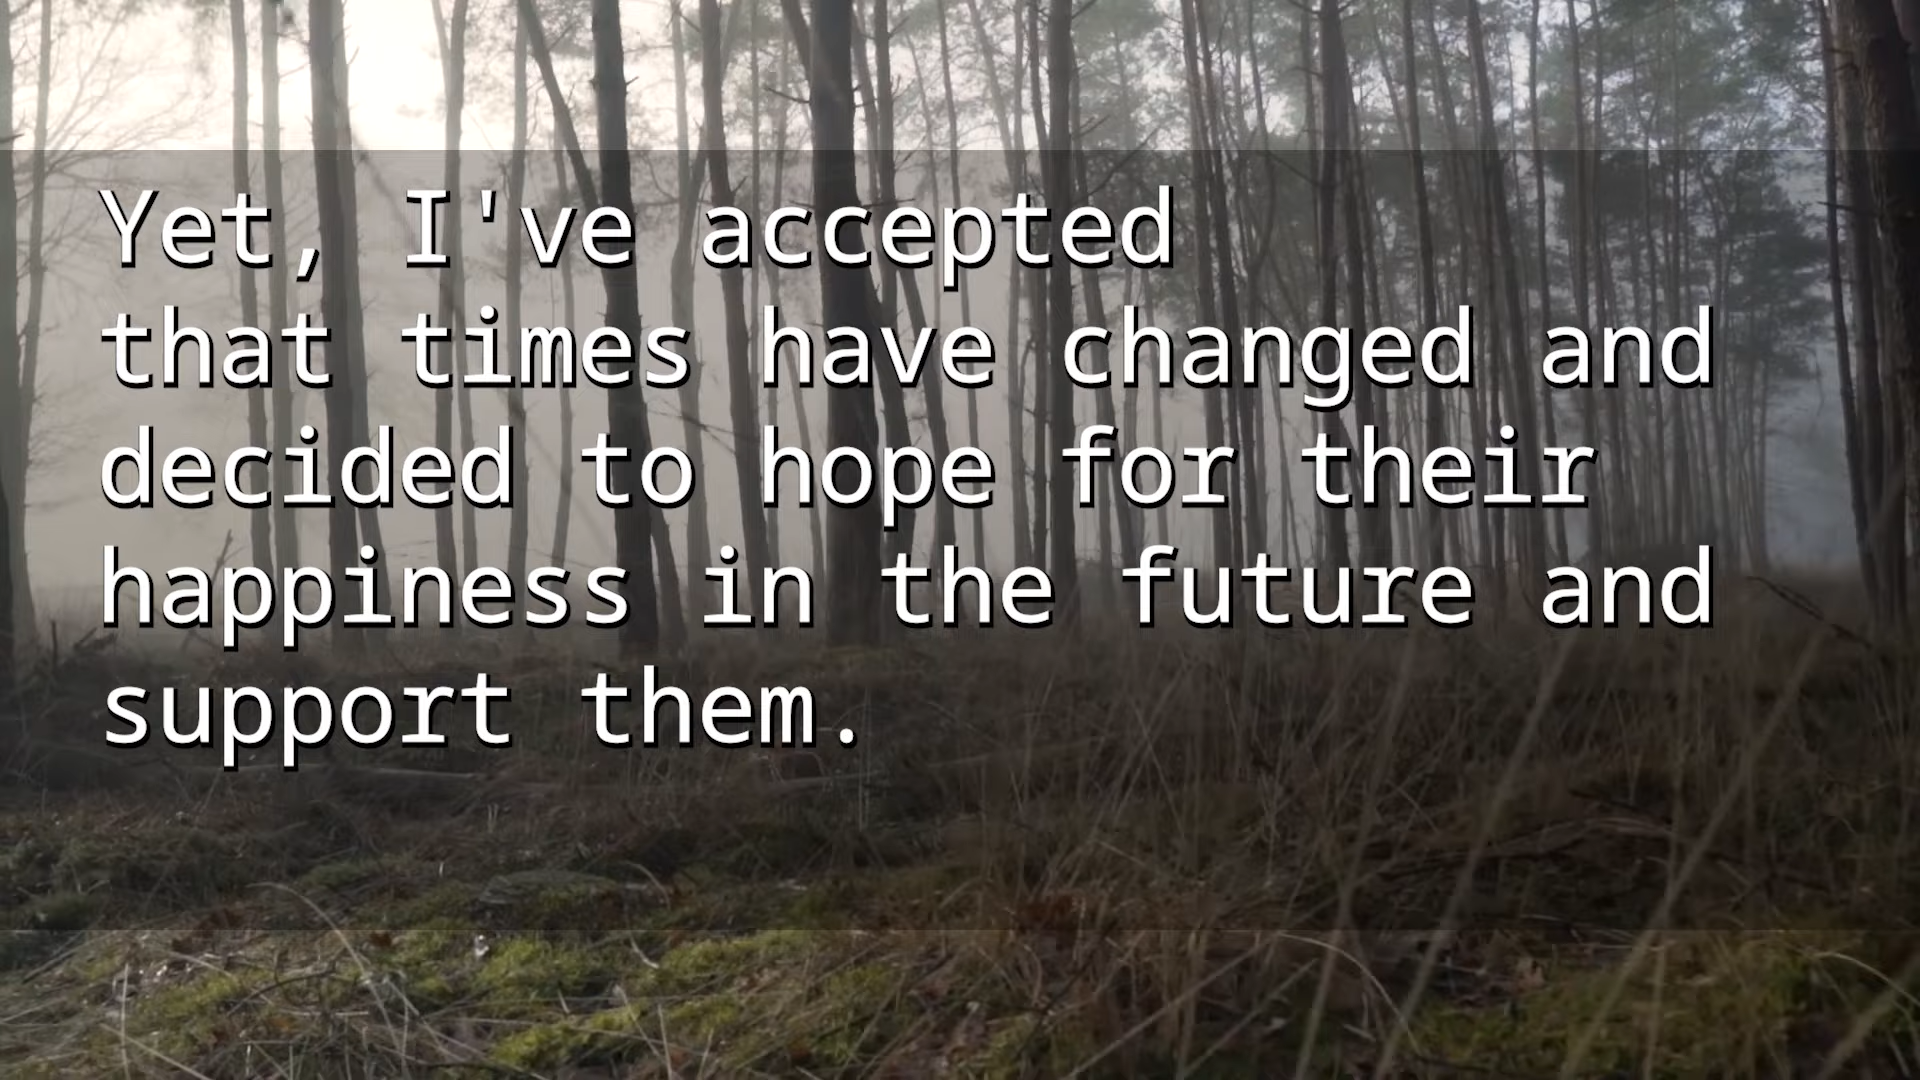 Yet, I've accepted
that times have changed and
decided to hope for their
happiness in the future and
support them.